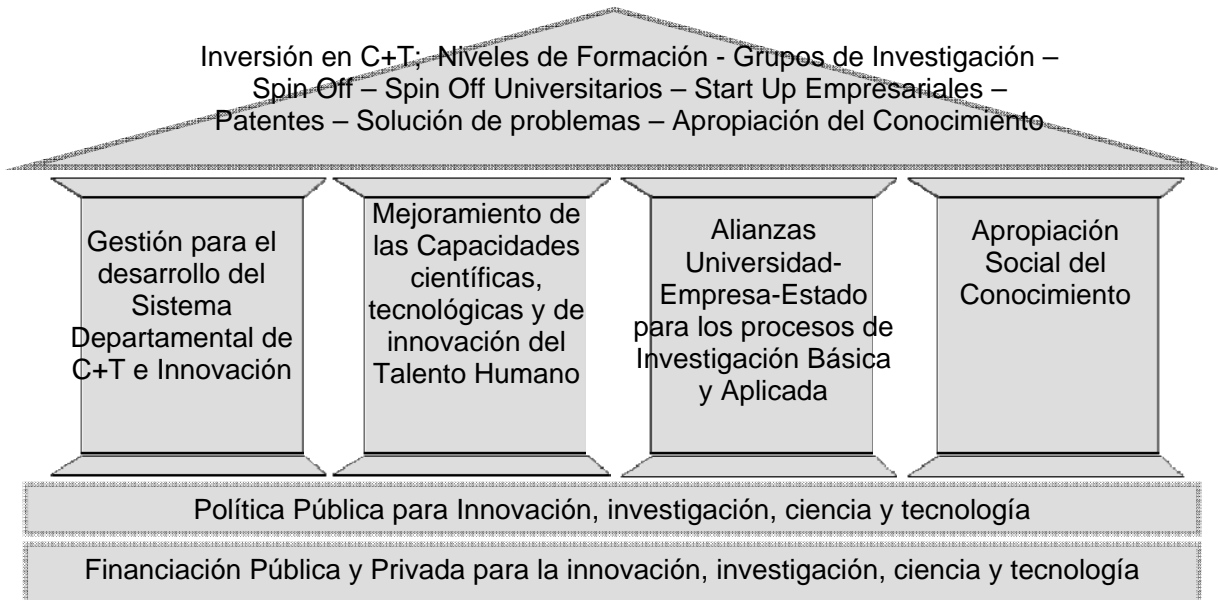 Inversión en C+T; Niveles de Formación - Grupos de Investigación –
Spin Off – Spin Off Universitarios – Start Up Empresariales –
Patentes – Solución de problemas – Apropiación del Conocimiento
Gestión para el
desarrollo del
Sistema
Departamental de
C+T e Innovación
Mejoramiento de
las Capacidades
científicas,
tecnológicas y de
innovación del
Talento Humano
Alianzas
Universidad-
Empresa-Estado
para los procesos de
Investigación Básica
y Aplicada
Apropiación
Social del
Conocimiento
Política Pública para Innovación, investigación, ciencia y tecnología
Financiación Pública y Privada para la innovación, investigación, ciencia y tecnología